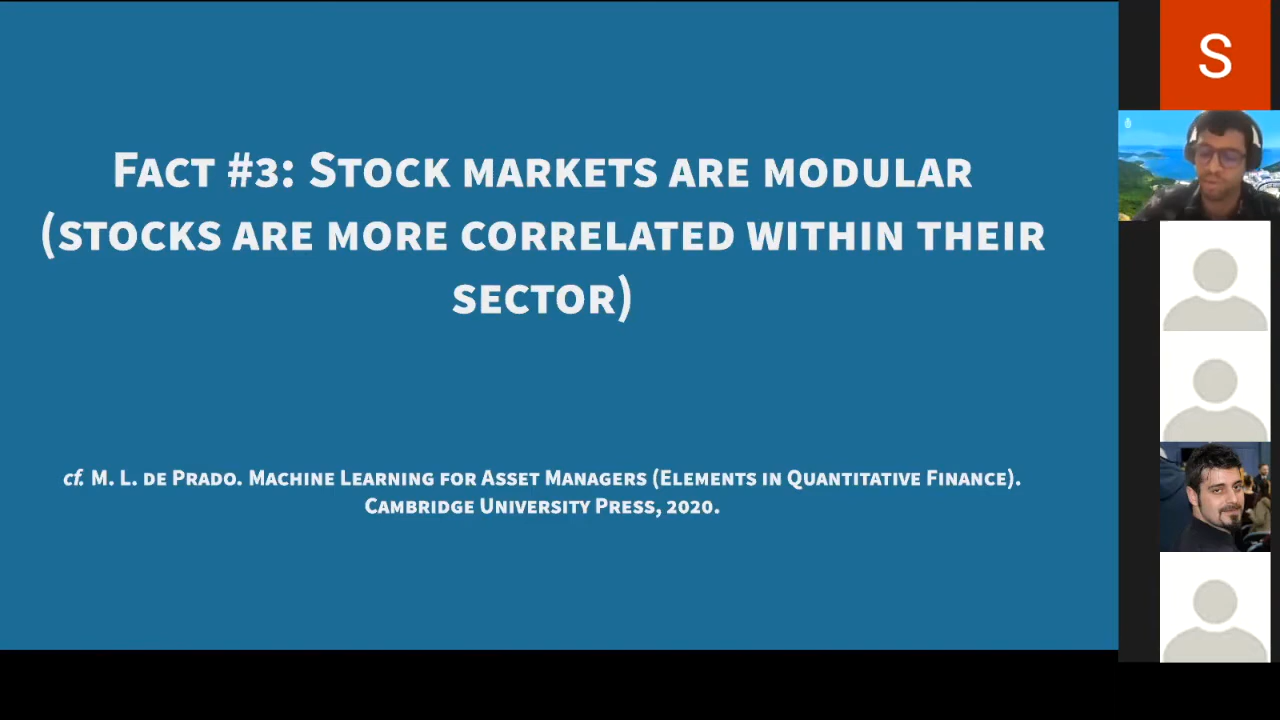 Fact #3: Stock markets are modular
(stocks are more correlated within their
sector)
cf. M. L. de Prado. Machine Learning for Asset Managers (Elements in Quantitative Finance).
Cambridge University Press, 2020.
S